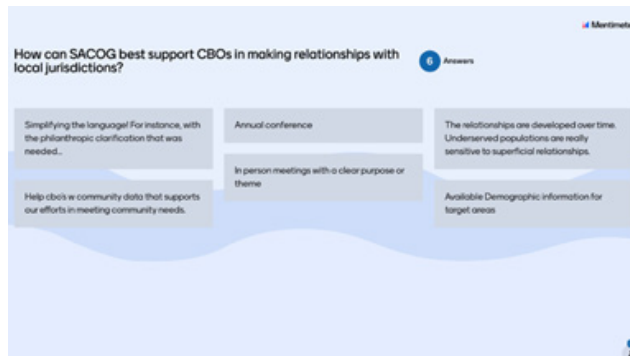 Mentimete
How can SACOG best support CBOs in making relationships with
local jurisdictions?
6 Answers
Simplifying the language! For instance, with
the philanthropic clarification that was
needed...
Help cbo's w community data that supports
our efforts in meeting community needs.
Annual conference
In person meetings with a clear purpose or
theme
The relationships are developed over time.
Underserved populations are really
sensitive to superficial relationships.
Available Demographic information for
target areas